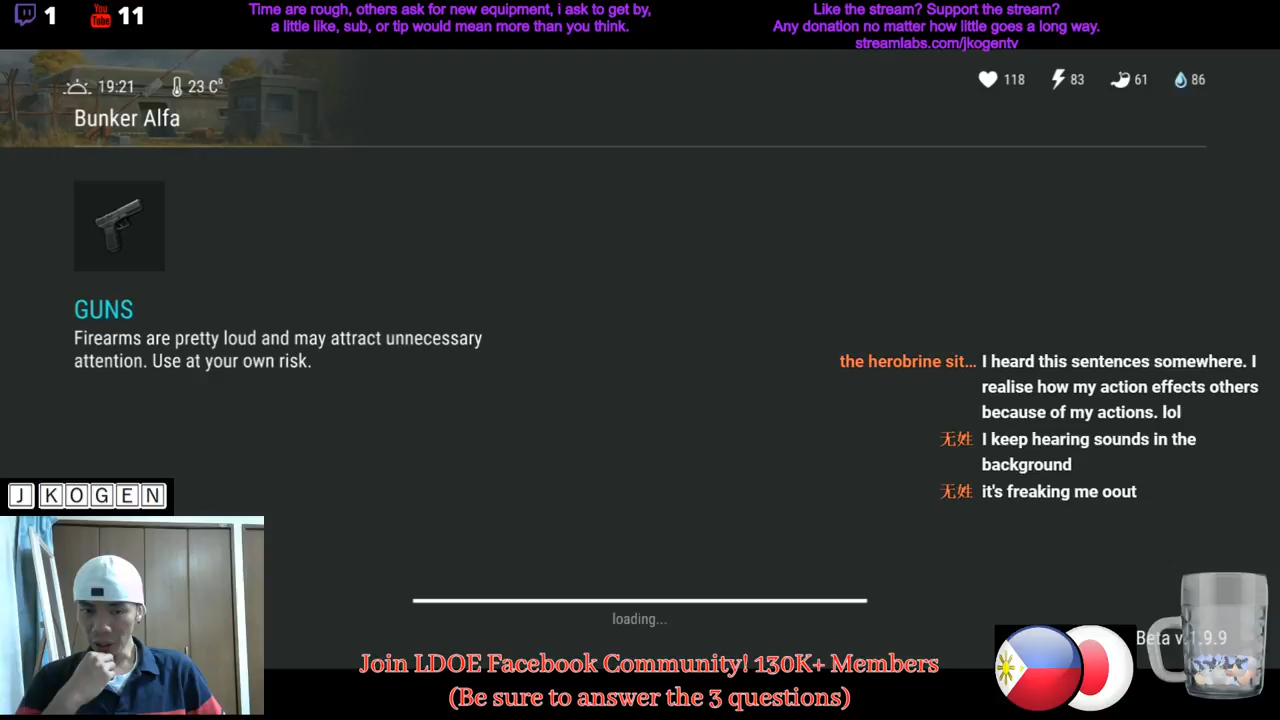 1
You Tube
11
Time are rough, others ask for new equipment, i ask to get by,
a little like, sub, or tip would mean more than you think.
Like the stream? Support the stream?
Any donation no matter how little goes a long way.
streamlabs.com/jkogentv
19:21 23 C°
Bunker Alfa
118 83 61 86
GUNS
Firearms are pretty loud and may attract unnecessary
attention. Use at your own risk.
the herobrine sit... I heard this sentences somewhere. I
realise how my action effects others
because of my actions. lol
无姓 I keep hearing sounds in the
background
无姓 it's freaking me oout
JKOGEN
loading...
Beta v.1.9.9
Join LDOE Facebook Community! 130K+ Members
(Be sure to answer the 3 questions)